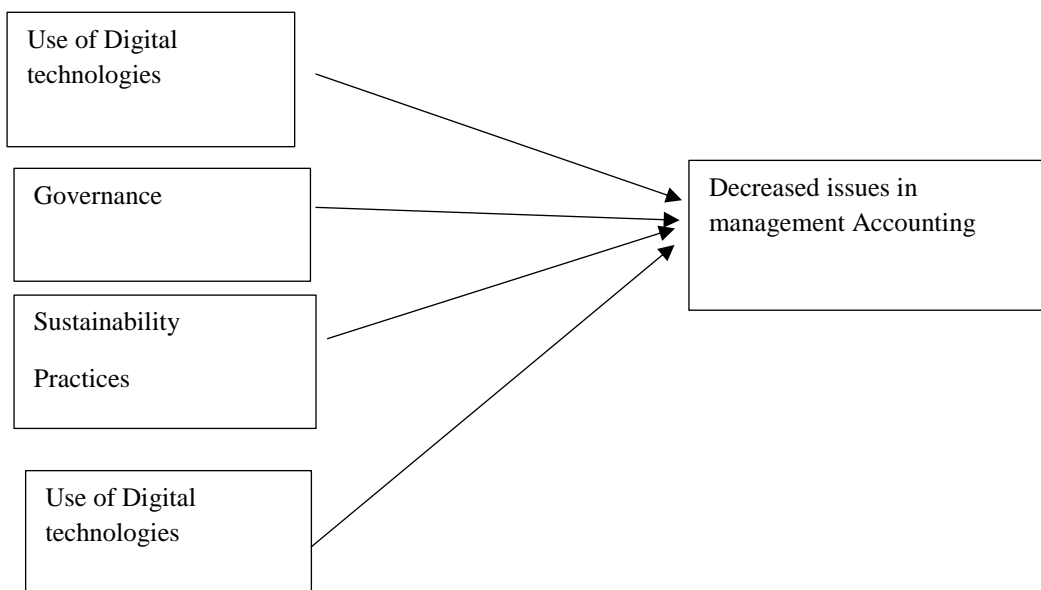 Use of Digital
technologies
Governance
Sustainability
Practices
Use of Digital
technologies
Decreased issues in
management Accounting